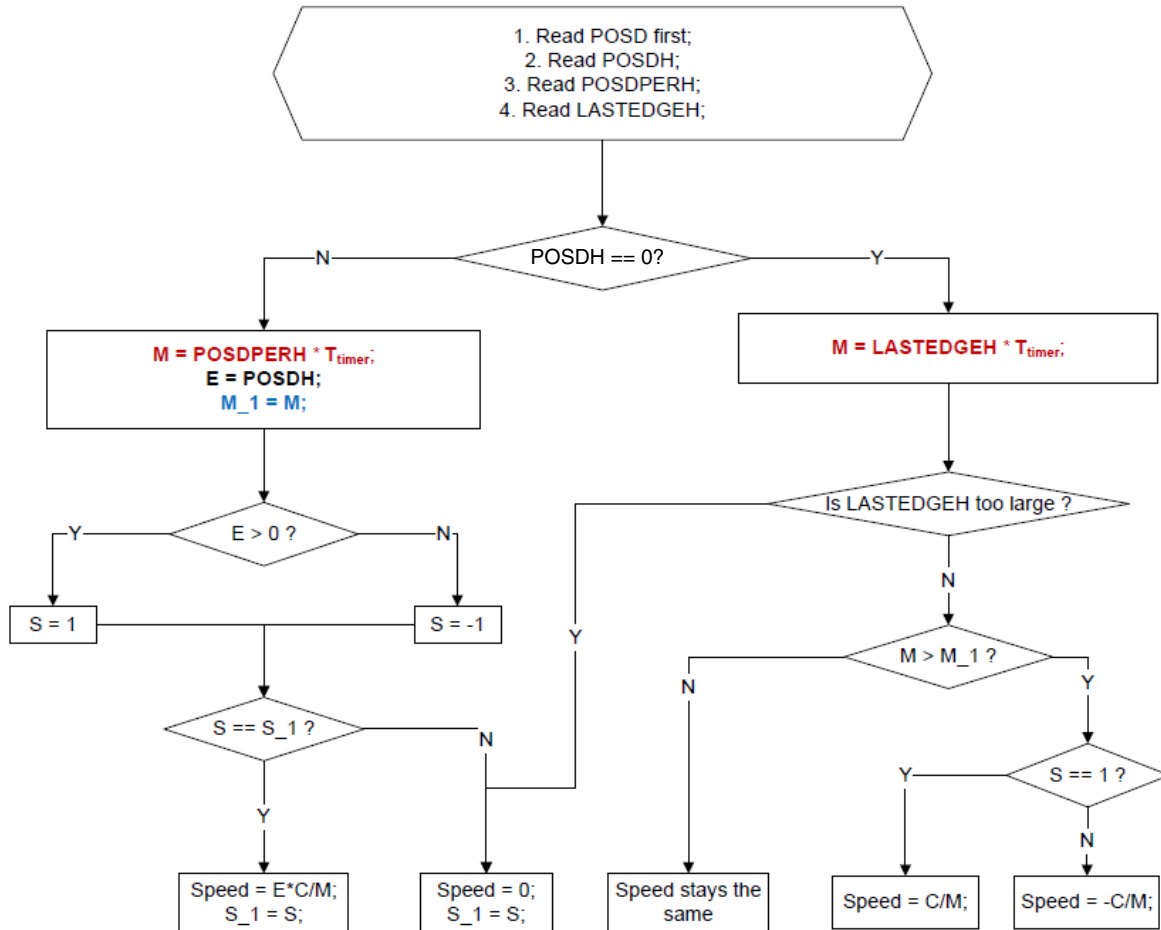 1. Read POSD first;
2. Read POSDH;
3. Read POSDPERH;
4. Read LASTEDGEH;
POSDH == 0?
N
Y
M = POSDPERH * Ttimer;
E = POSDH;
M_1 = M;
M = LASTEDGEH * Ttimer;
Is LASTEDGEH too large ?
Y
E > 0 ?
N
N
S = 1
S = -1
Y
M > M_1 ?
N
Y
S == S_1 ?
N
S == 1 ?
Y
Y
N
Speed = E*C/M;
S_1 = S;
Speed = 0;
S_1 = S;
Speed stays the
same
Speed = C/M;
Speed = -C/M;